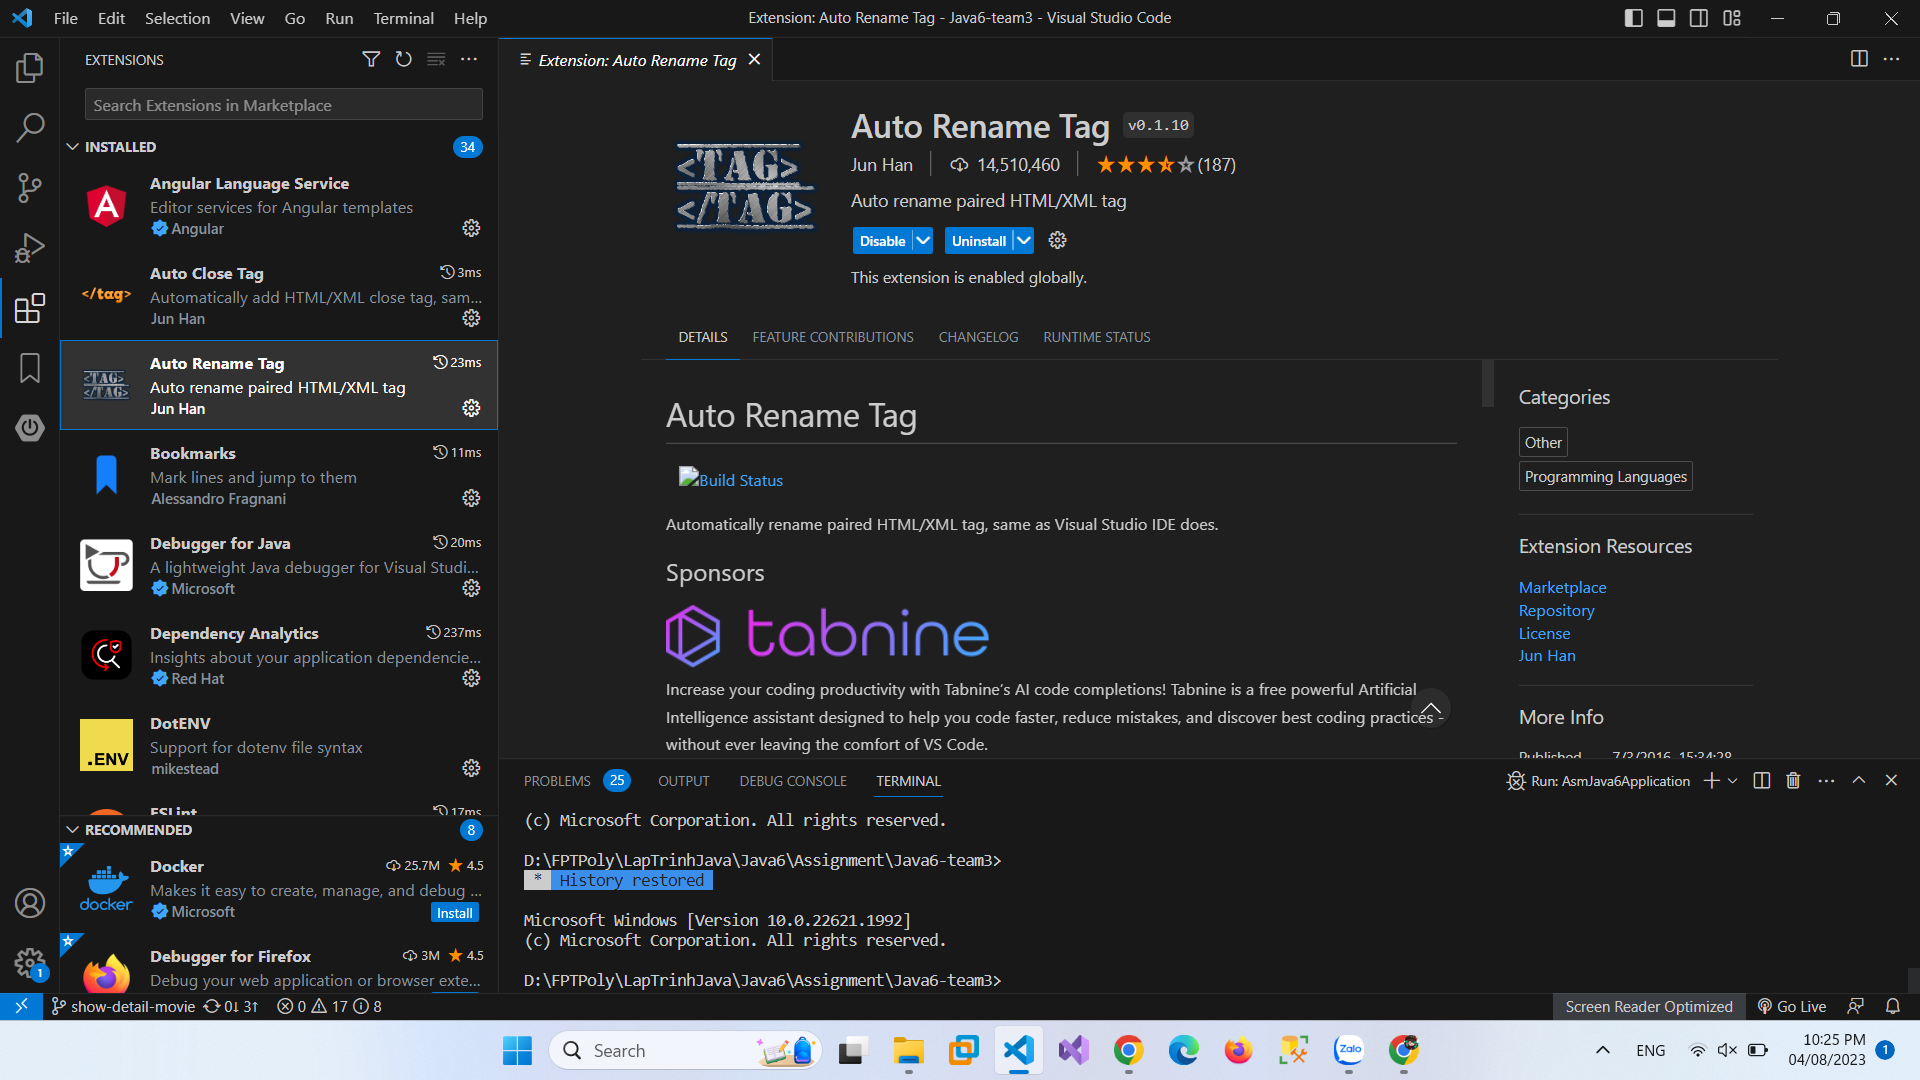 File Edit Selection View Go Run Terminal Help
Extension: Auto Rename Tag - Java6-team3 - Visual Studio Code
EXTENSIONS
Search Extensions in Marketplace
INSTALLED 34
Angular Language Service
Editor services for Angular templates
Angular
Auto Close Tag 3ms
</tag>
Automatically add HTML/XML close tag, sam...
Jun Han
Auto Rename Tag 23ms
<TAG>
</TAG>
Auto rename paired HTML/XML tag
Jun Han
Bookmarks 11ms
Mark lines and jump to them
Alessandro Fragnani
Debugger for Java 20ms
A lightweight Java debugger for Visual Studi...
Microsoft
Dependency Analytics 237ms
Insights about your application dependencie...
Red Hat
DotENV
.ENV
Support for dotenv file syntax
mikestead
ESLint 17ms
RECOMMENDED 8
Docker 25.7M 4.5
docker
Makes it easy to create, manage, and debug ...
Microsoft Install
Debugger for Firefox 3M 4.5
Debug your web application or browser exte...
Extension: Auto Rename Tag
<TAG>
</TAG>
Auto Rename Tag v0.1.10
Jun Han 14,510,460 (187)
Auto rename paired HTML/XML tag
Disable Uninstall
This extension is enabled globally.
DETAILS FEATURE CONTRIBUTIONS CHANGELOG RUNTIME STATUS
Auto Rename Tag
Build Status
Automatically rename paired HTML/XML tag, same as Visual Studio IDE does.
Sponsors
tabnine
Increase your coding productivity with Tabnine's AI code completions! Tabnine is a free powerful Artificial
Intelligence assistant designed to help you code faster, reduce mistakes, and discover best coding practices -
without ever leaving the comfort of VS Code.
Categories
Other
Programming Languages
Extension Resources
Marketplace
Repository
License
Jun Han
More Info
Published 7/3/2016, 15:34:28
PROBLEMS 25 OUTPUT DEBUG CONSOLE TERMINAL
Run: AsmJava6Application
(c) Microsoft Corporation. All rights reserved.
D:\FPTPoly\LapTrinhJava\Java6\Assignment\Java6-team3>
* History restored
Microsoft Windows [Version 10.0.22621.1992]
(c) Microsoft Corporation. All rights reserved.
D:\FPTPoly\LapTrinhJava\Java6\Assignment\Java6-team3>
1
show-detail-movie 0↓ 3↑ 0 17 8
Screen Reader Optimized Go Live
Search
Zalo
ENG
10:25 PM
04/08/2023
1